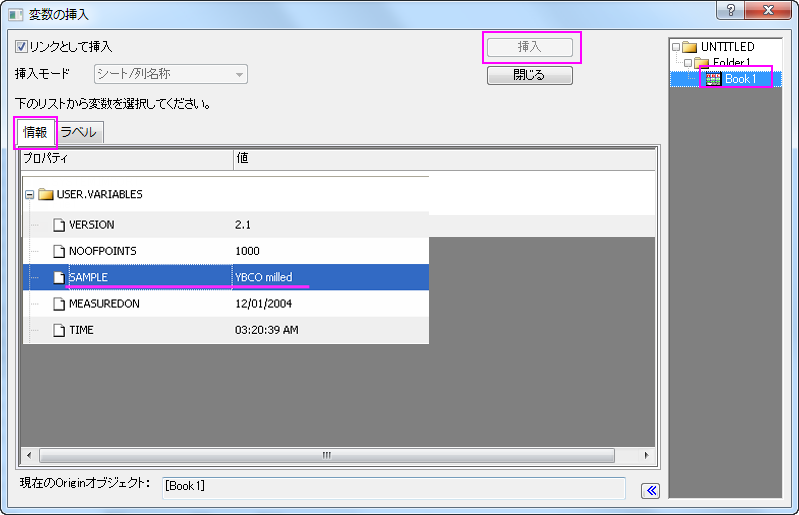 変数の挿入
リンクとして挿入
挿入
挿入モード
シート/列名称
閉じる
下のリストから変数を選択してください。
情報
ラベル
プロパティ
値
USER.VARIABLES
VERSION
2.1
NOOFPOINTS
1000
SAMPLE
YBCO milled
MEASUREDON
12/01/2004
TIME
03:20:39 AM
現在のOriginオブジェクト:
[Book1]
UNTITLED
Folder1
Book1